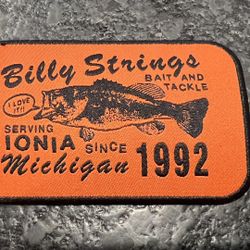 Billy Strings
BAIT AND
TACKLE
I LOVE
IT!!
SERVING
IONIA SINCE
Michigan 1992